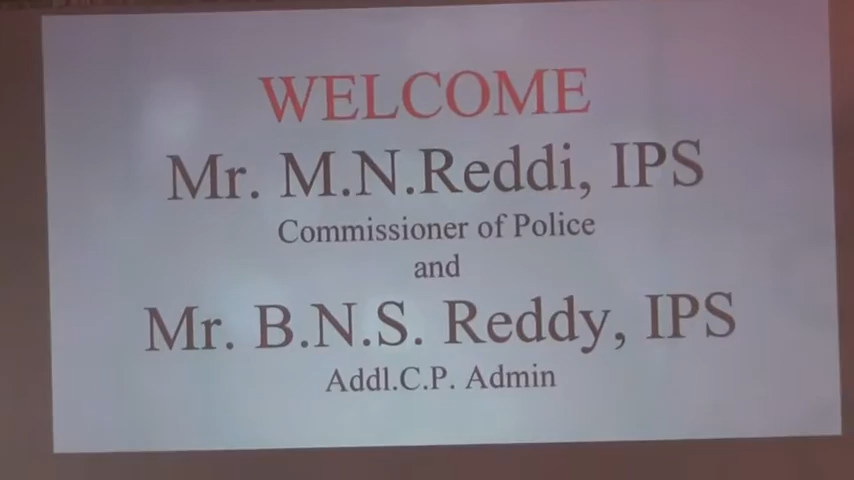 WELCOME
Mr. M.N.Reddi, IPS
Commissioner of Police
and
Mr. B.N.S. Reddy, IPS
Addl.C.P. Admin